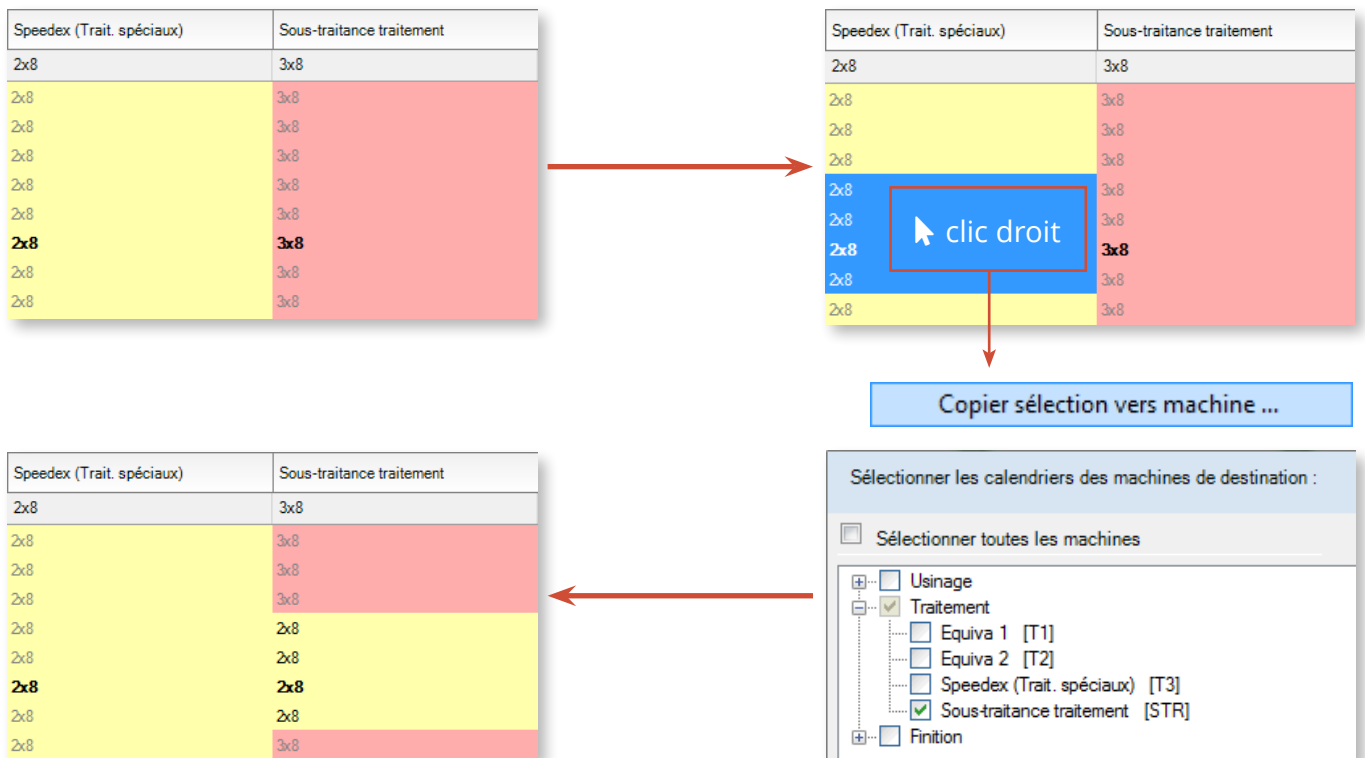 Speedex (Trait. spéciaux) Sous-traitance traitement
2x8 3x8
2x8 3x8
2x8 3x8
2x8 3x8
2x8 3x8
2x8 3x8
2x8 3x8
2x8 3x8
2x8 3x8
Speedex (Trait. spéciaux) Sous-traitance traitement
2x8 3x8
2x8 3x8
2x8 3x8
2x8 3x8
2x8 3x8
2x8 3x8
clic droit
2x8 3x8
2x8 3x8
2x8 3x8
Copier sélection vers machine ...
Sélectionner les calendriers des machines de destination :
Sélectionner toutes les machines
Usinage
Traitement
Equiva 1 [T1]
Equiva 2 [T2]
Speedex (Trait. spéciaux) [T3]
Sous-traitance traitement [STR]
Finition
Speedex (Trait. spéciaux) Sous-traitance traitement
2x8 3x8
2x8 3x8
2x8 3x8
2x8 3x8
2x8 2x8
2x8 2x8
2x8 2x8
2x8 2x8
2x8 3x8